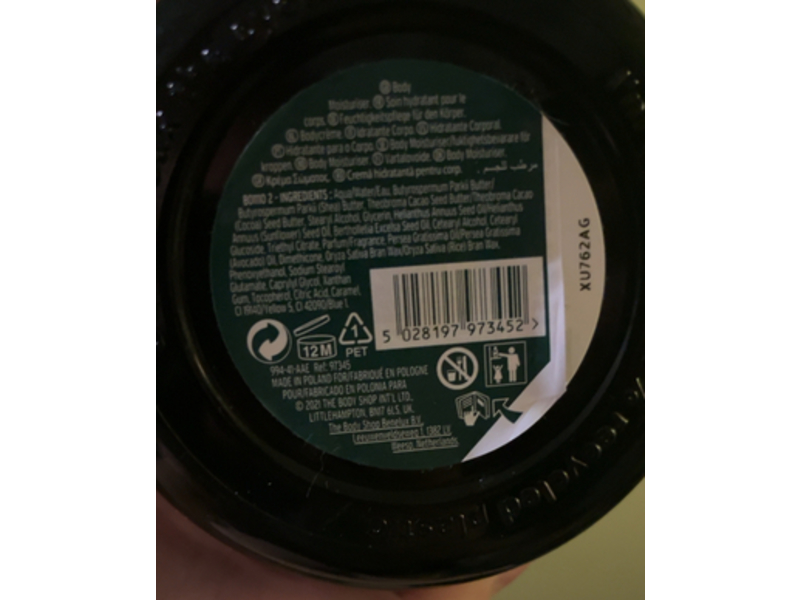 Body
Moisturiser. Soin hydratant pour le
corps. Feuchtigkeitspflege für den Körper.
Bodycrème. Idratante Corpo. Hidratante Corporal.
Hidratante para o Corpo. Body Moisturiser/Fuktighetsbevarare för
kroppen. Body Moisturiser. Vartalovoide. Body Moisturiser.
Κρέμα Σώματος. Cremă hidratantă pentru corp. مرطب للجسم.
INGREDIENTS: Aqua/Water/Eau, Butyrospermum Parkii Butter/
Butyrospermum Parkii (Shea) Butter, Theobroma Cacao Seed Butter/Theobroma Cacao
(Cocoa) Seed Butter, Stearyl Alcohol, Glycerin, Helianthus Annuus Seed Oil/Helianthus
Annuus (Sunflower) Seed Oil, Bertholletia Excelsa Seed Oil, Cetearyl Alcohol, Cetearyl
Glucoside, Triethyl Citrate, Parfum/Fragrance, Persea Gratissima Oil/Persea Gratissima
(Avocado) Oil, Dimethicone, Oryza Sativa Bran Wax/Oryza Sativa (Rice) Bran Wax,
Phenoxyethanol, Sodium Stearoyl
Glutamate, Caprylyl Glycol, Xanthan
Gum, Tocopherol, Citric Acid, Caramel,
CI 19140/Yellow 5, CI 42090/Blue 1.
5 028197 973452 >
XU762AG
12M
1
PET
994-41-AAE Ref: 97345
MADE IN POLAND FOR/FABRIQUÉ EN POLOGNE
POUR/FABRICADO EN POLONIA PARA
© 2021 THE BODY SHOP INT'L LTD.,
LITTLEHAMPTON, BN17 6LS, UK.
The Body Shop Benelux B.V.
Leeuwenveldseweg 1, 1382 LV,
Weesp, Netherlands
% recycled plastic